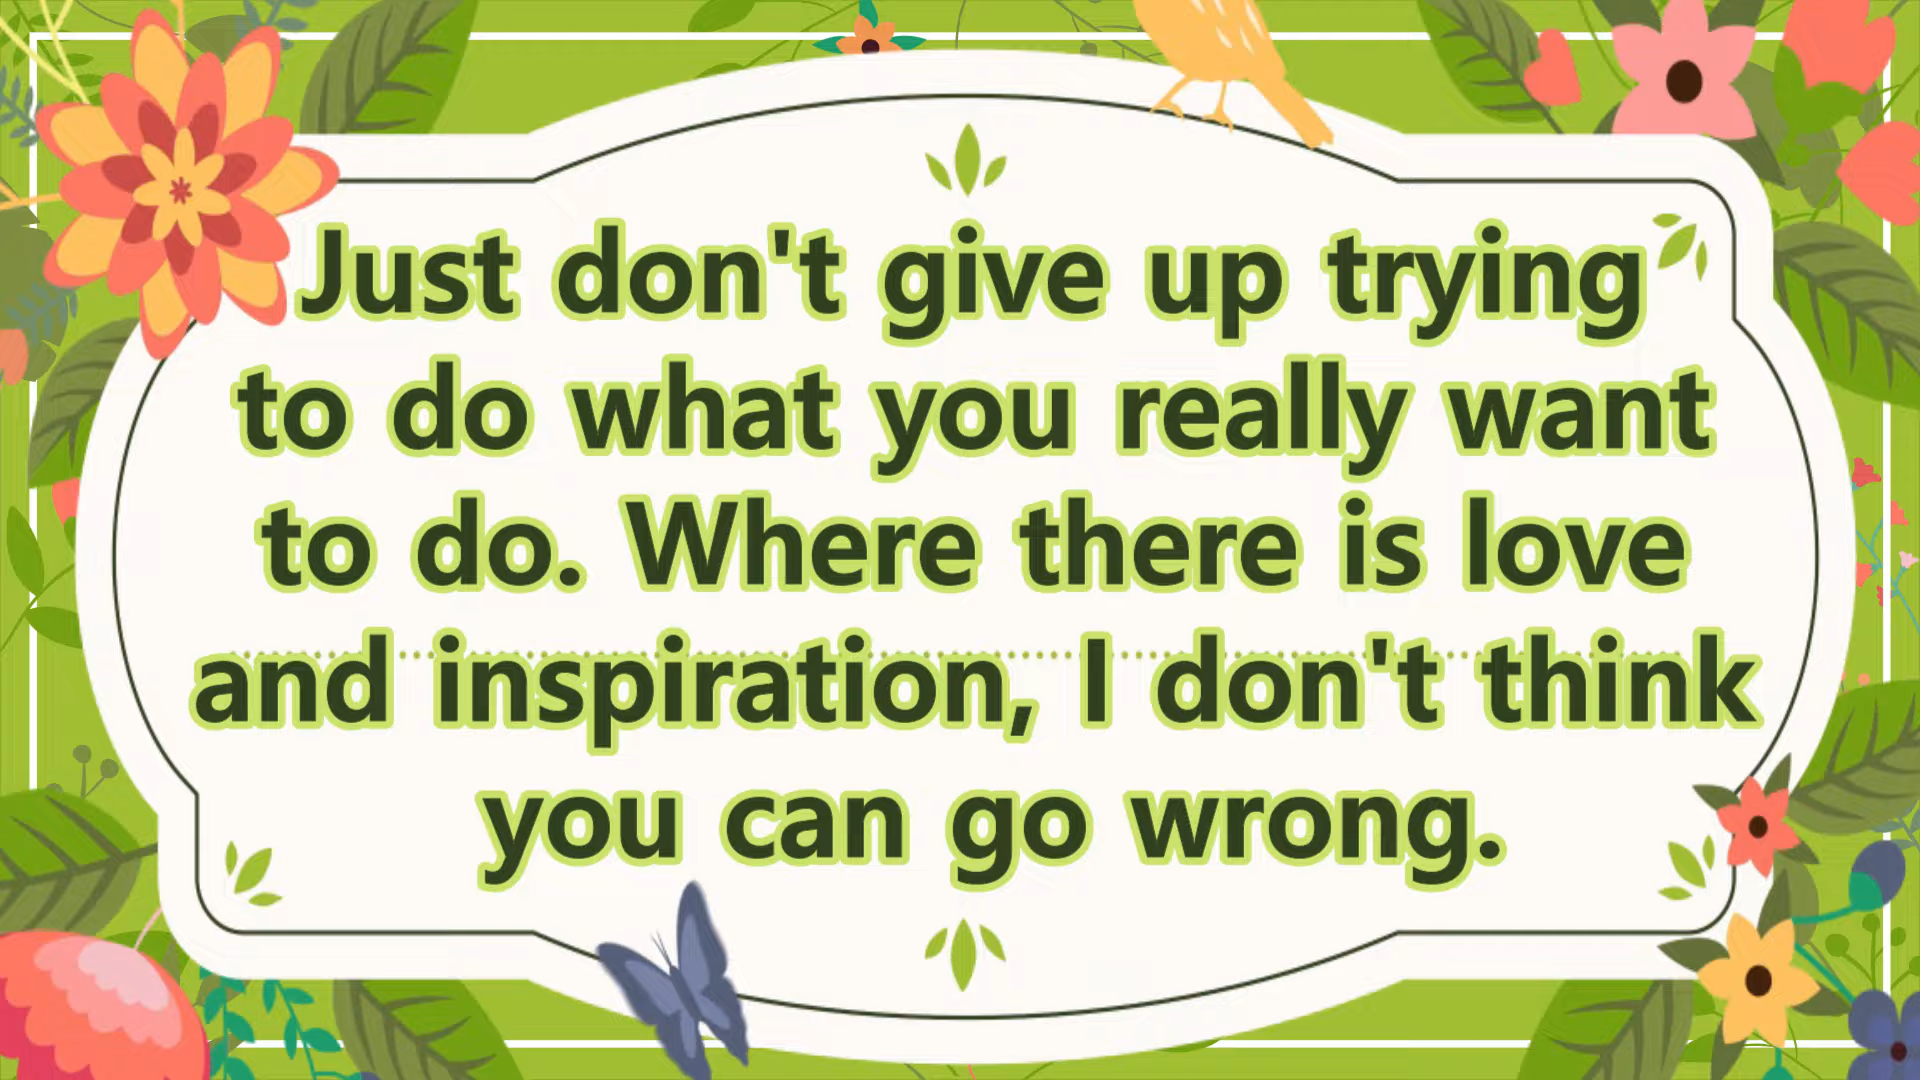 Just don't give up trying
to do what you really want
to do. Where there is love
and inspiration, I don't think
you can go wrong.